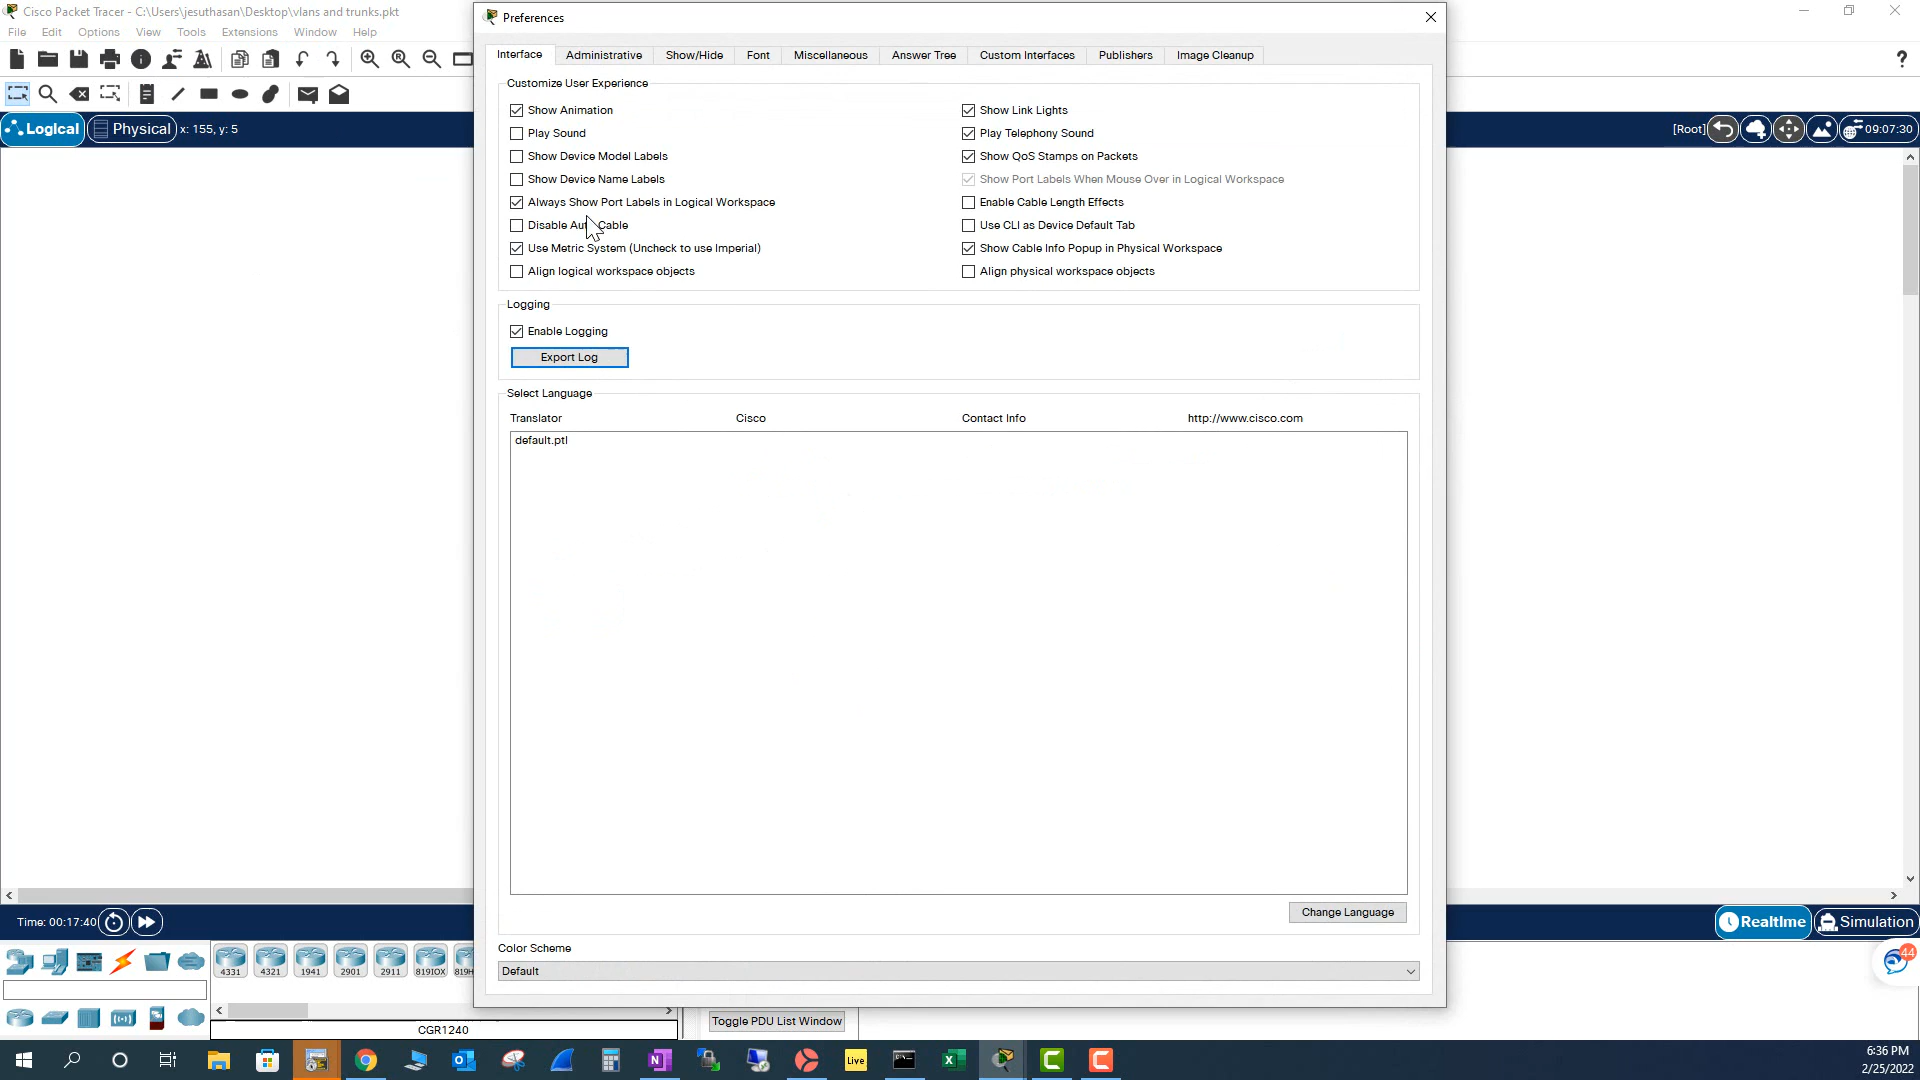 Cisco Packet Tracer - C:\Users\jesuthasan\Desktop\vlans and trunks.pkt
File Edit Options View Tools Extensions Window Help
Logical Physical x: 155, y: 5
Preferences
Interface Administrative Show/Hide Font Miscellaneous Answer Tree Custom Interfaces Publishers Image Cleanup
Customize User Experience
Show Animation Show Link Lights
Play Sound Play Telephony Sound
Show Device Model Labels Show QoS Stamps on Packets
Show Device Name Labels Show Port Labels When Mouse Over in Logical Workspace
Always Show Port Labels in Logical Workspace Enable Cable Length Effects
Disable Cable Use CLI as Device Default Tab
Use Metric System (Uncheck to use Imperial) Show Cable Info Popup in Physical Workspace
Align logical workspace objects Align physical workspace objects
Logging
Enable Logging
Export Log
Select Language
Translator Cisco Contact Info http://www.cisco.com
default.ptl
Change Language
Color Scheme
Default
[Root] 09:07:30
?
Time: 00:17:40
Realtime Simulation
4331 4321 1941 2901 2911 819IOX 819H
44
CGR1240
Toggle PDU List Window
Live
6:36 PM
2/25/2022